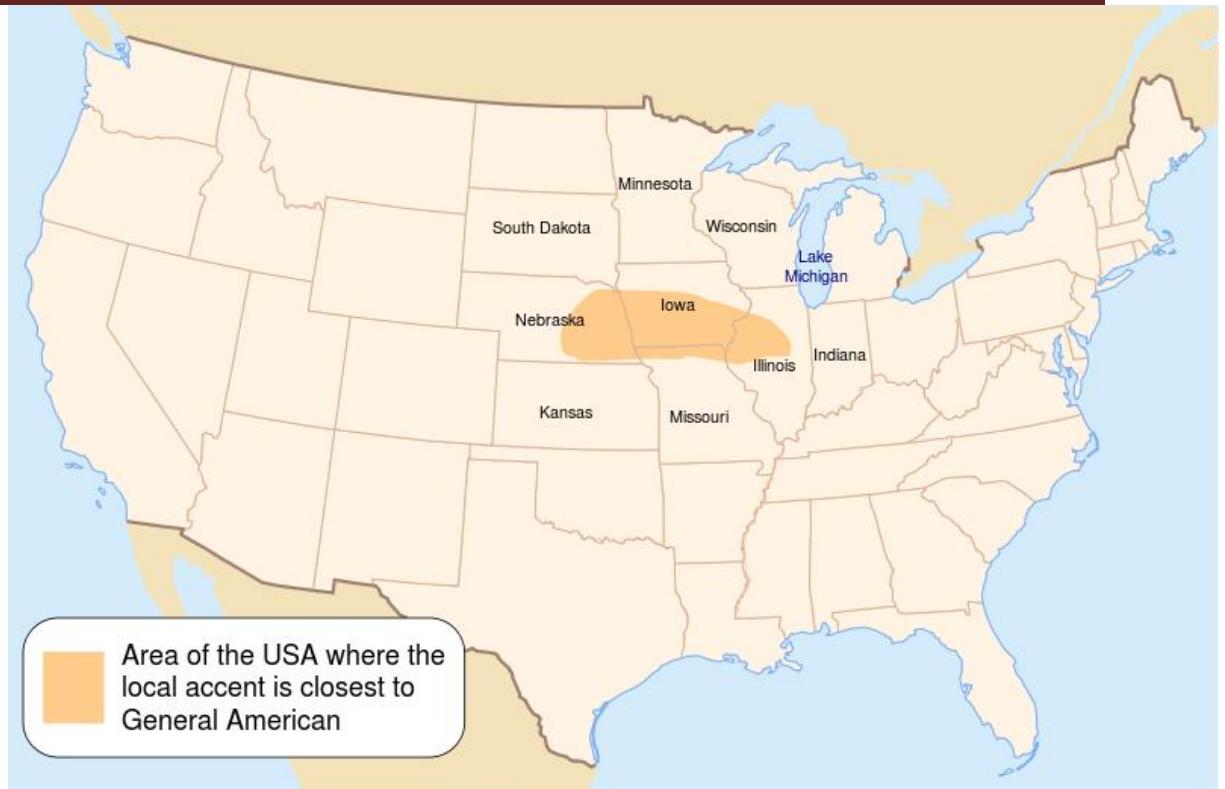 Minnesota
South Dakota
Wisconsin
Lake
Michigan
Iowa
Nebraska
Indiana
Illinois
Kansas
Missouri
Area of the USA where the
local accent is closest to
General American